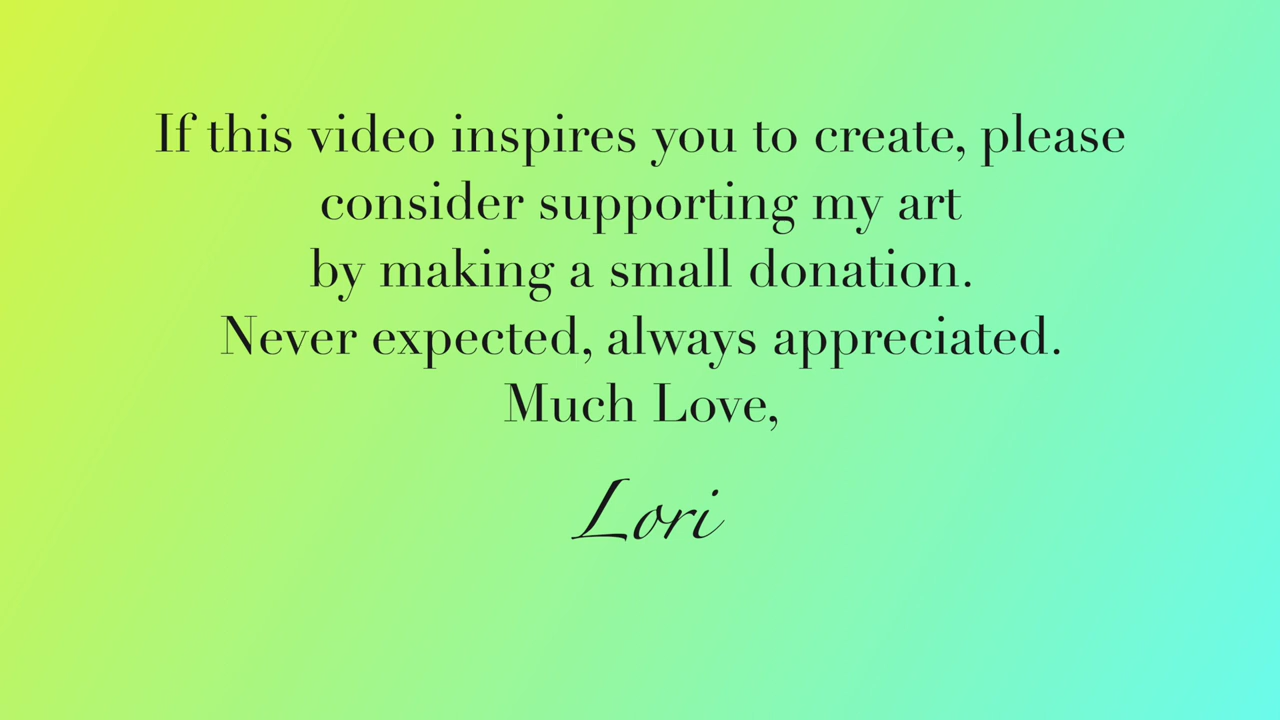 If this video inspires you to create, please
consider supporting my art
by making a small donation.
Never expected, always appreciated.
Much Love,
Lori